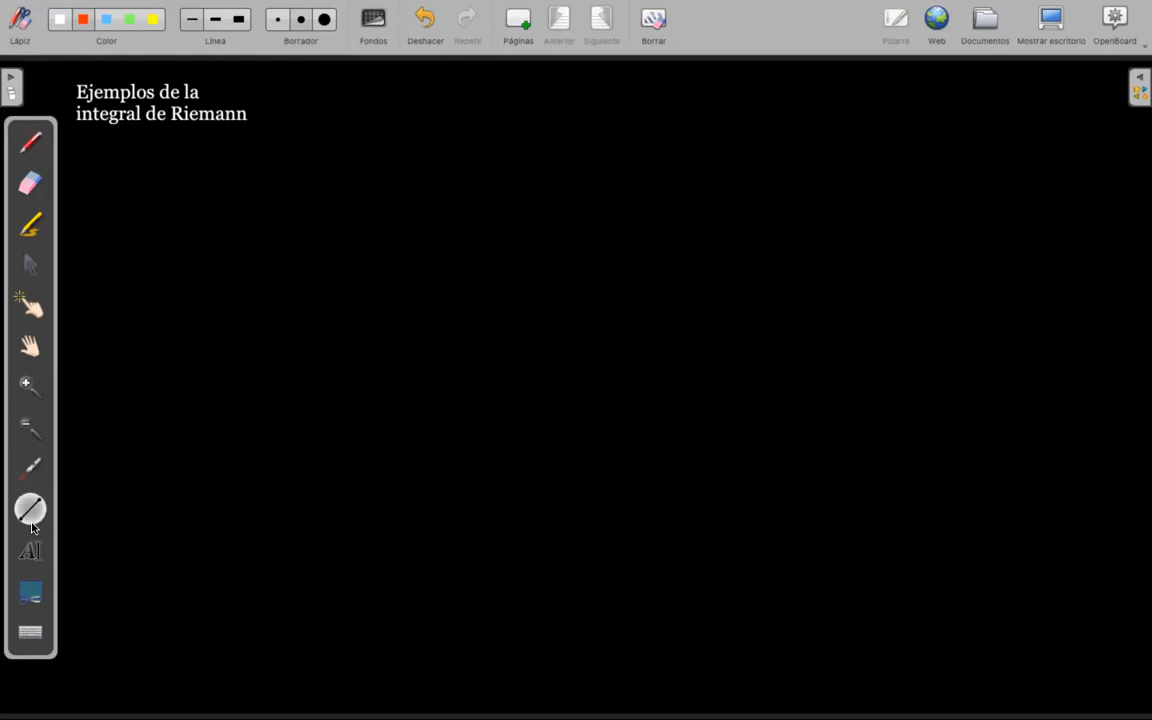 Lápiz
Color
Línea
Borrador
Fondos
Deshacer
Repetir
Páginas
Anterior
Siguiente
Borrar
Pizarra
Web
Documentos
Mostrar escritorio
OpenBoard
Ejemplos de la
integral de Riemann
AI